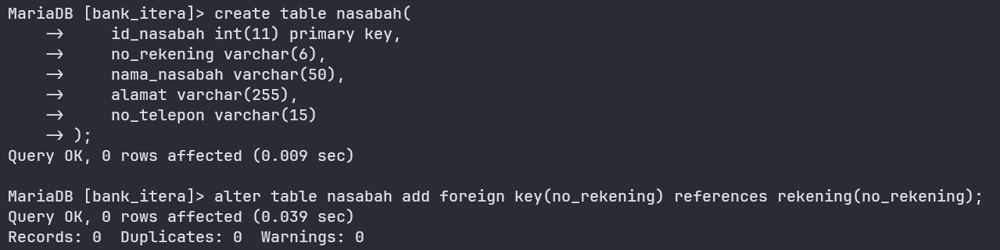 MariaDB [bank_itera]> create table nasabah(
    ->     id_nasabah int(11) primary key,
    ->     no_rekening varchar(6),
    ->     nama_nasabah varchar(50),
    ->     alamat varchar(255),
    ->     no_telepon varchar(15)
    -> );
Query OK, 0 rows affected (0.009 sec)

MariaDB [bank_itera]> alter table nasabah add foreign key(no_rekening) references rekening(no_rekening);
Query OK, 0 rows affected (0.039 sec)
Records: 0  Duplicates: 0  Warnings: 0